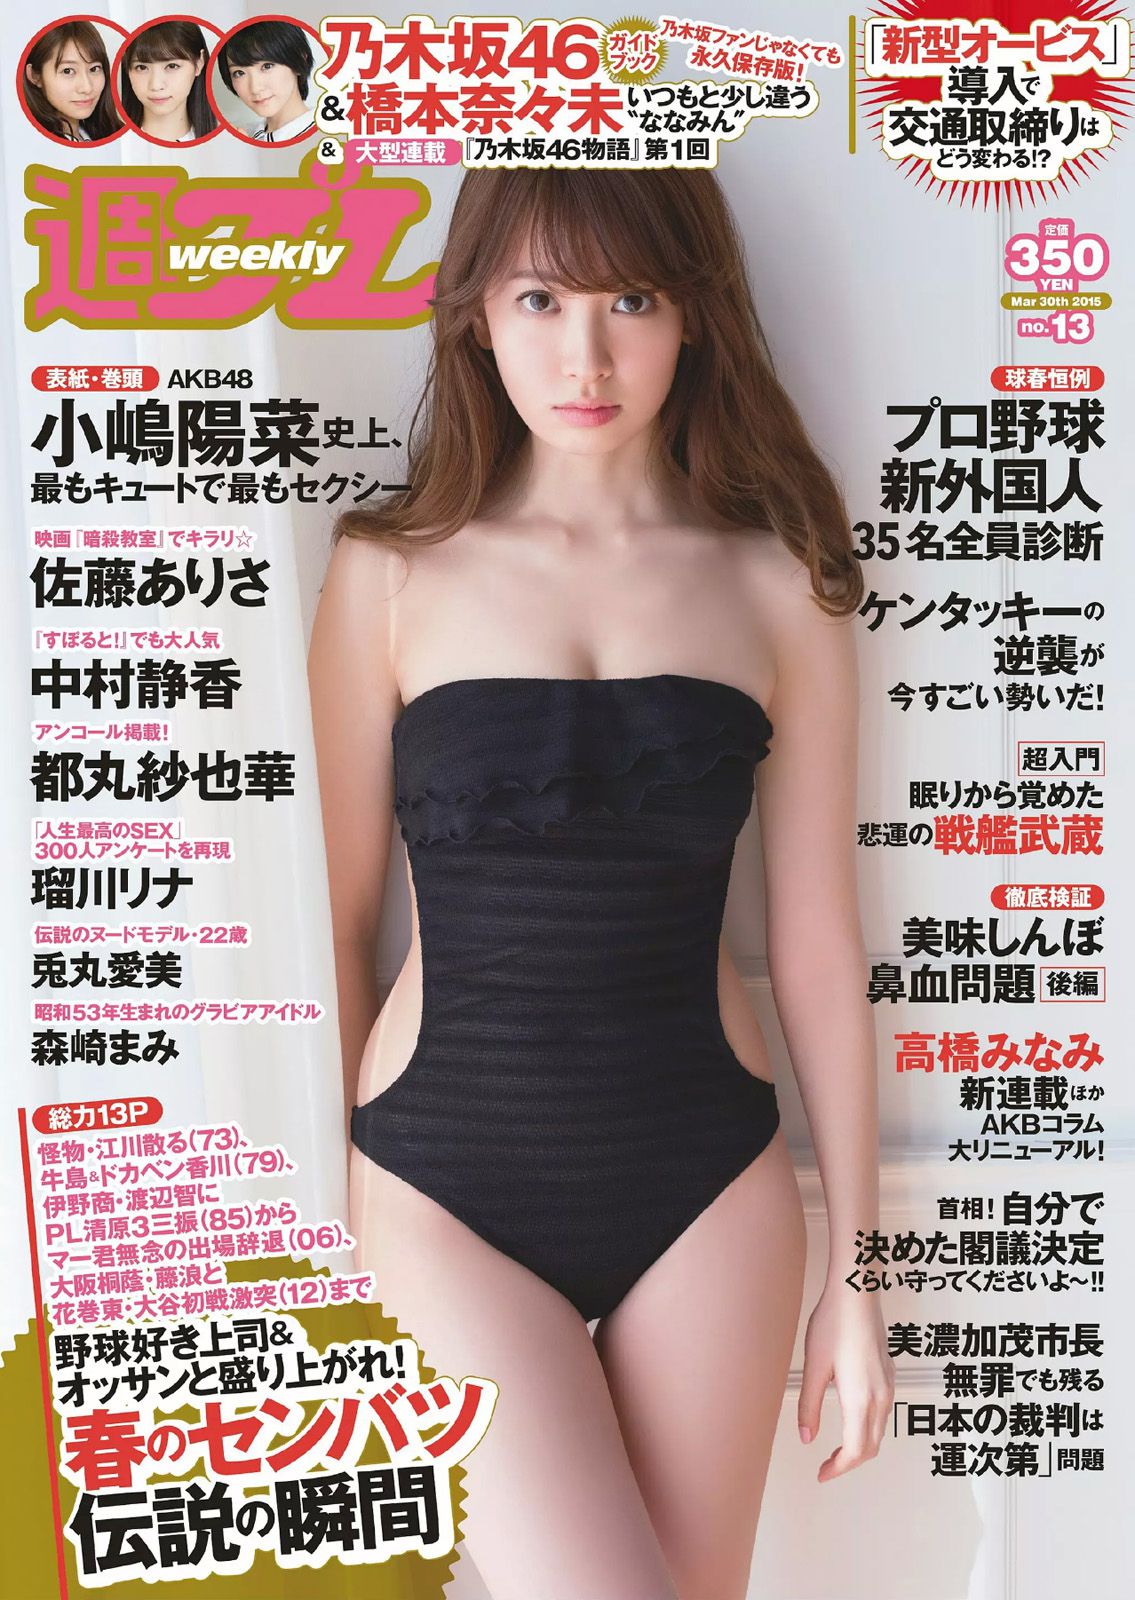 乃木坂46
ガイドブック
乃木坂ファンじゃなくても
永久保存版!
&橋本奈々未
いつもと少し違う
"ななみん"
& 大型連載 『乃木坂46物語』第1回
「新型オービス」
導入で
交通取締りは
どう変わる!?
週プレ
weekly
定価
350
YEN
Mar 30th 2015
no.13
表紙・巻頭 AKB48
小嶋陽菜史上、
最もキュートで最もセクシー
映画『暗殺教室』でキラリ☆
佐藤ありさ
『すぽると!』でも大人気
中村静香
アンコール掲載!
都丸紗也華
「人生最高のSEX」
300人アンケートを再現
瑠川リナ
伝説のヌードモデル・22歳
兎丸愛美
昭和53年生まれのグラビアアイドル
森崎まみ
総力13P
怪物・江川散る(73)、
牛島&ドカベン香川(79)、
伊野商・渡辺智に
PL清原3三振(85)から
マー君無念の出場辞退(06)、
大阪桐蔭・藤浪と
花巻東・大谷初戦激突(12)まで
野球好き上司&
オッサンと盛り上がれ!
春のセンバツ
伝説の瞬間
球春恒例
プロ野球
新外国人
35名全員診断
ケンタッキーの
逆襲が
今すごい勢いだ!
超入門
眠りから覚めた
悲運の戦艦武蔵
徹底検証
美味しんぼ
鼻血問題 後編
高橋みなみ
新連載ほか
AKBコラム
大リニューアル!
首相!自分で
決めた閣議決定
くらい守ってくださいよ〜!!
美濃加茂市長
無罪でも残る
「日本の裁判は
運次第」問題